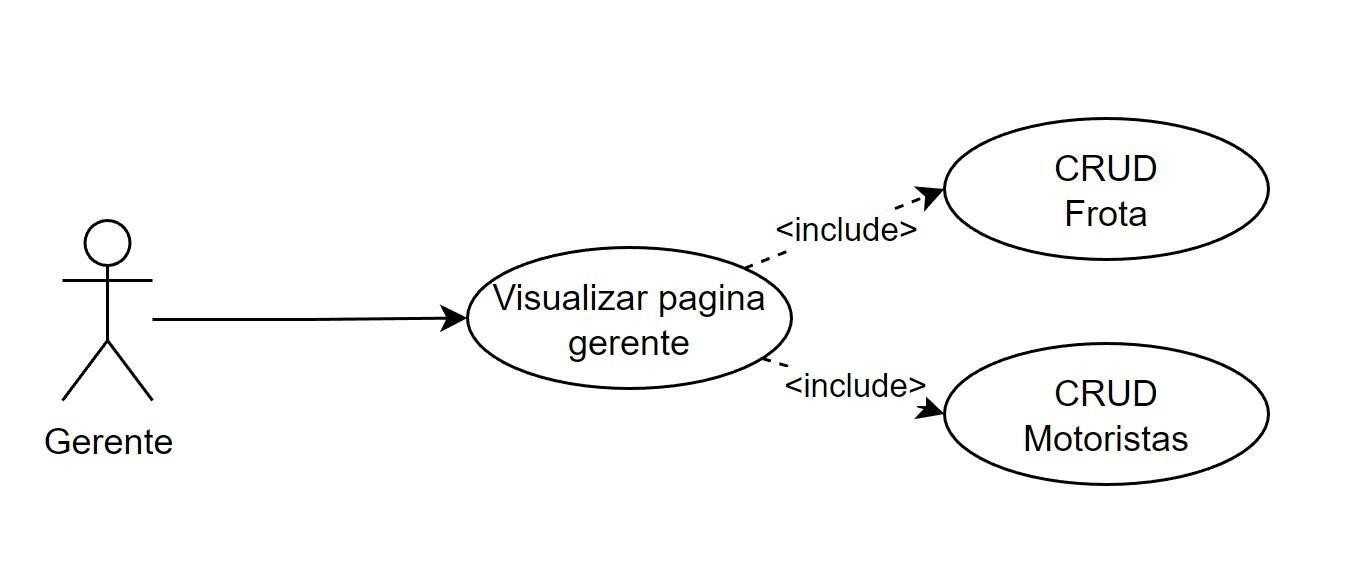 Gerente
Visualizar pagina
gerente
<include>
CRUD
Frota
<include>
CRUD
Motoristas